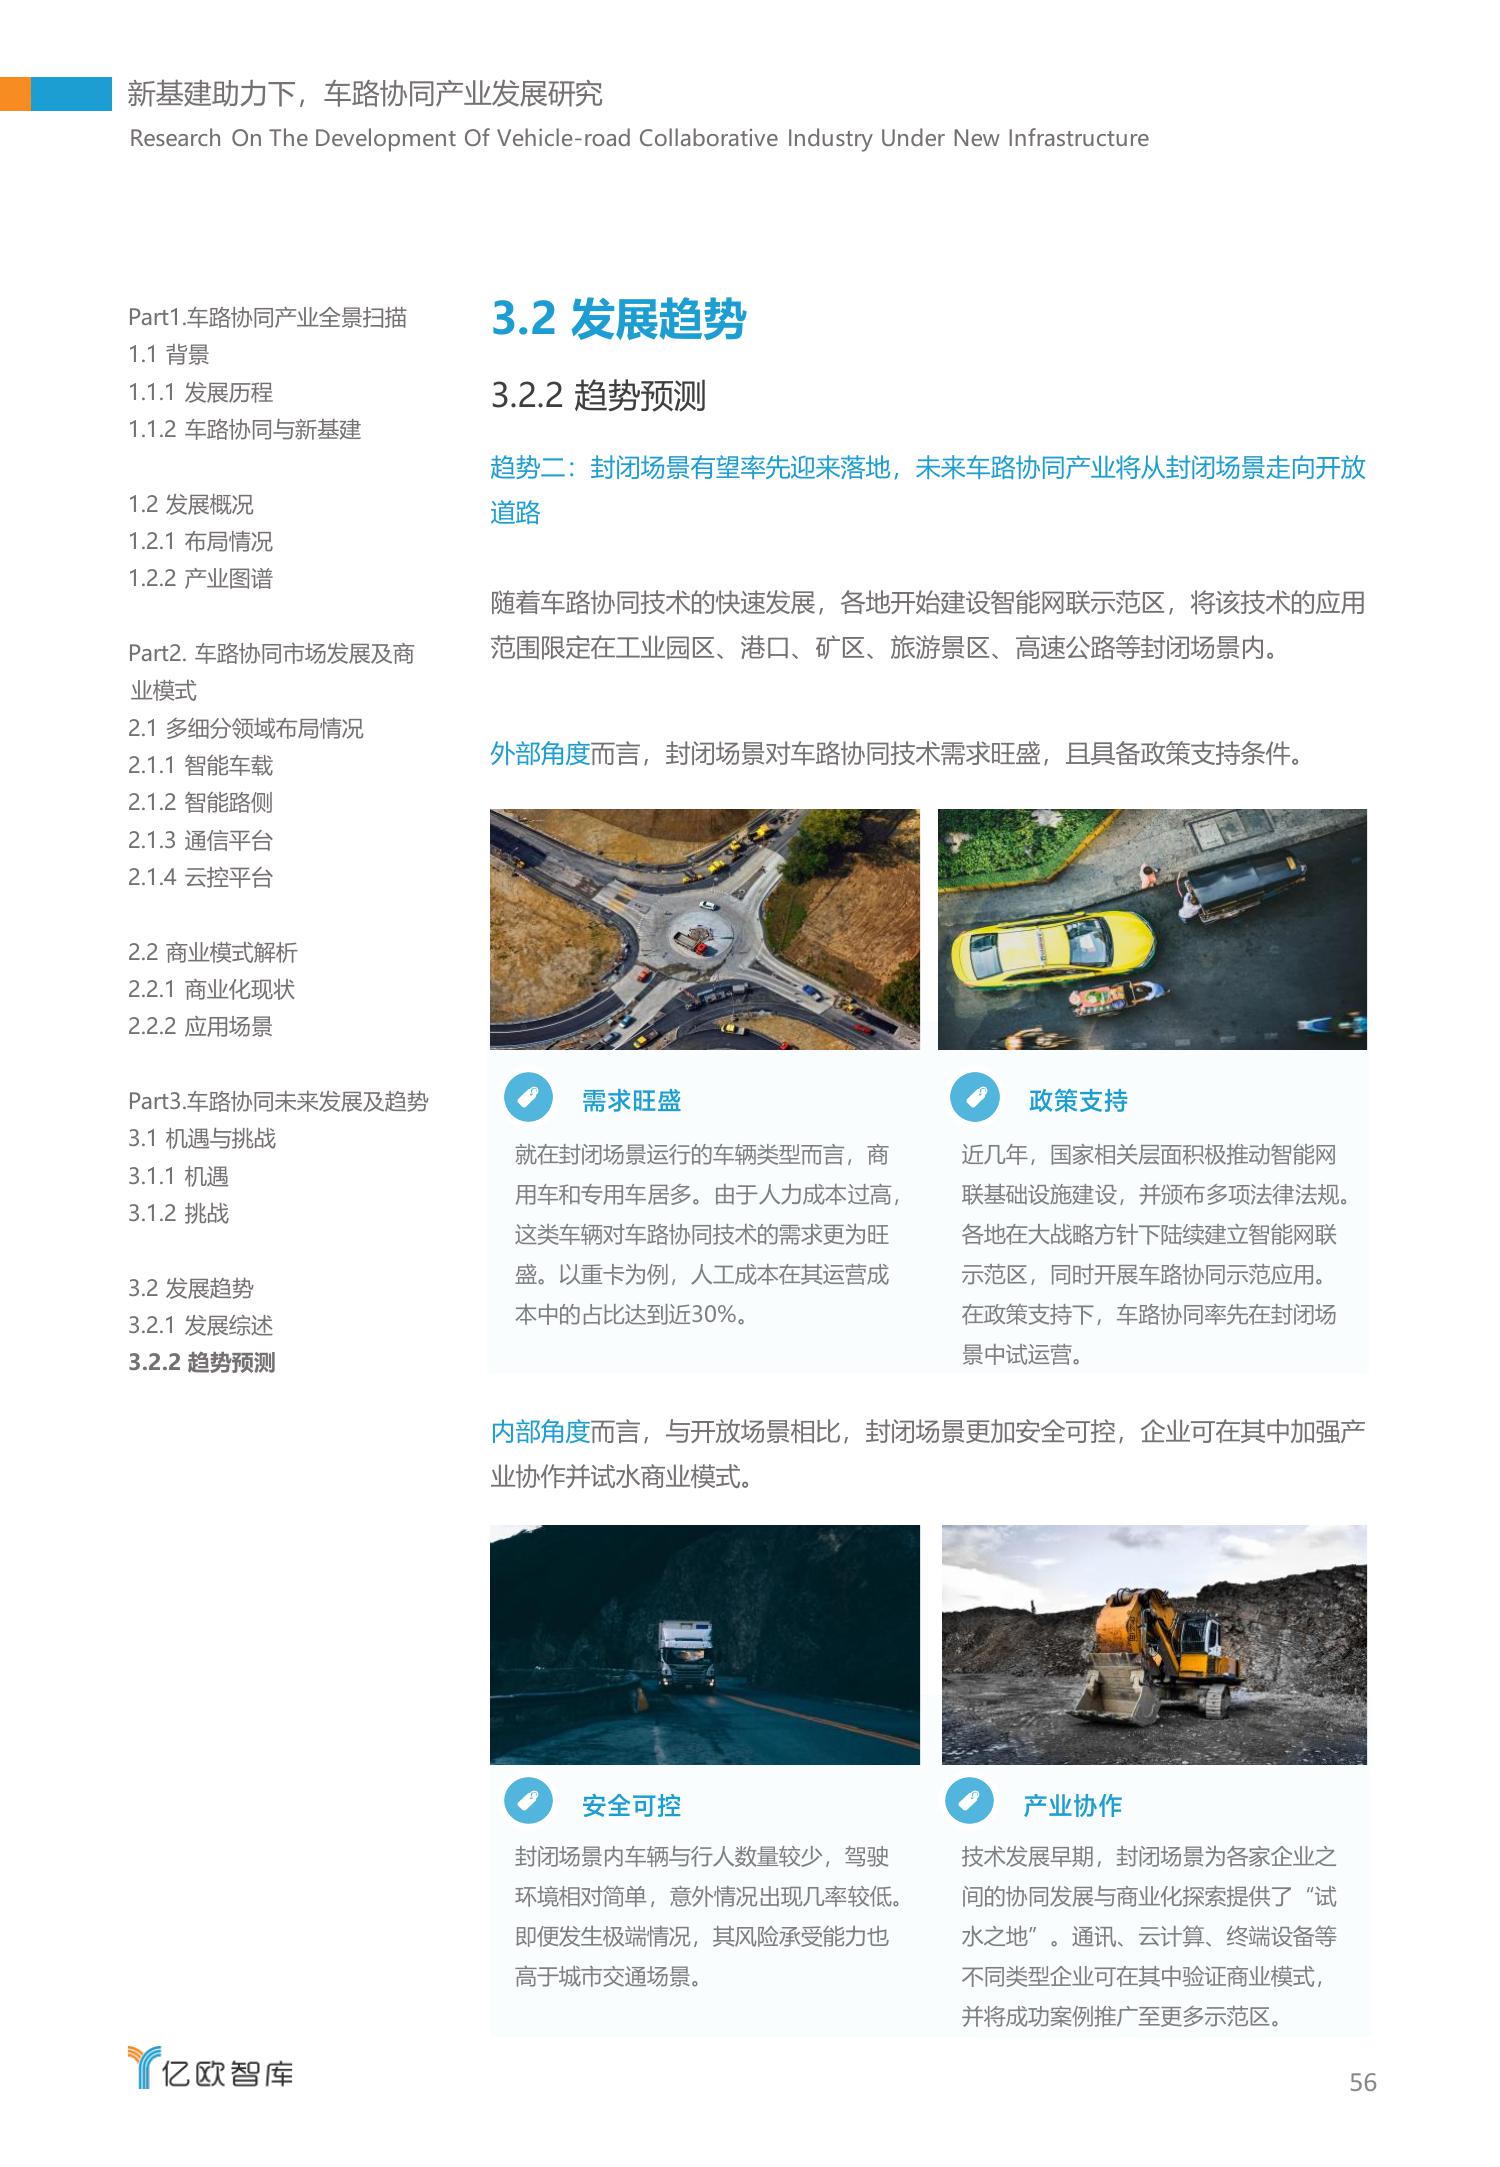 新基建助力下，车路协同产业发展研究
Research On The Development Of Vehicle-road Collaborative Industry Under New Infrastructure
Part1.车路协同产业全景扫描
1.1 背景
1.1.1 发展历程
1.1.2 车路协同与新基建
1.2 发展概况
1.2.1 布局情况
1.2.2 产业图谱
Part2. 车路协同市场发展及商
业模式
2.1 多细分领域布局情况
2.1.1 智能车载
2.1.2 智能路侧
2.1.3 通信平台
2.1.4 云控平台
2.2 商业模式解析
2.2.1 商业化现状
2.2.2 应用场景
Part3.车路协同未来发展及趋势
3.1 机遇与挑战
3.1.1 机遇
3.1.2 挑战
3.2 发展趋势
3.2.1 发展综述
3.2.2 趋势预测
3.2 发展趋势
3.2.2 趋势预测
趋势二：封闭场景有望率先迎来落地，未来车路协同产业将从封闭场景走向开放
道路
随着车路协同技术的快速发展，各地开始建设智能网联示范区，将该技术的应用
范围限定在工业园区、港口、矿区、旅游景区、高速公路等封闭场景内。
外部角度而言，封闭场景对车路协同技术需求旺盛，且具备政策支持条件。
需求旺盛
就在封闭场景运行的车辆类型而言，商
用车和专用车居多。由于人力成本过高，
这类车辆对车路协同技术的需求更为旺
盛。以重卡为例，人工成本在其运营成
本中的占比达到近30%。
政策支持
近几年，国家相关层面积极推动智能网
联基础设施建设，并颁布多项法律法规。
各地在大战略方针下陆续建立智能网联
示范区，同时开展车路协同示范应用。
在政策支持下，车路协同率先在封闭场
景中试运营。
内部角度而言，与开放场景相比，封闭场景更加安全可控，企业可在其中加强产
业协作并试水商业模式。
安全可控
封闭场景内车辆与行人数量较少，驾驶
环境相对简单，意外情况出现几率较低。
即便发生极端情况，其风险承受能力也
高于城市交通场景。
产业协作
技术发展早期，封闭场景为各家企业之
间的协同发展与商业化探索提供了“试
水之地”。通讯、云计算、终端设备等
不同类型企业可在其中验证商业模式，
并将成功案例推广至更多示范区。
亿欧智库
56